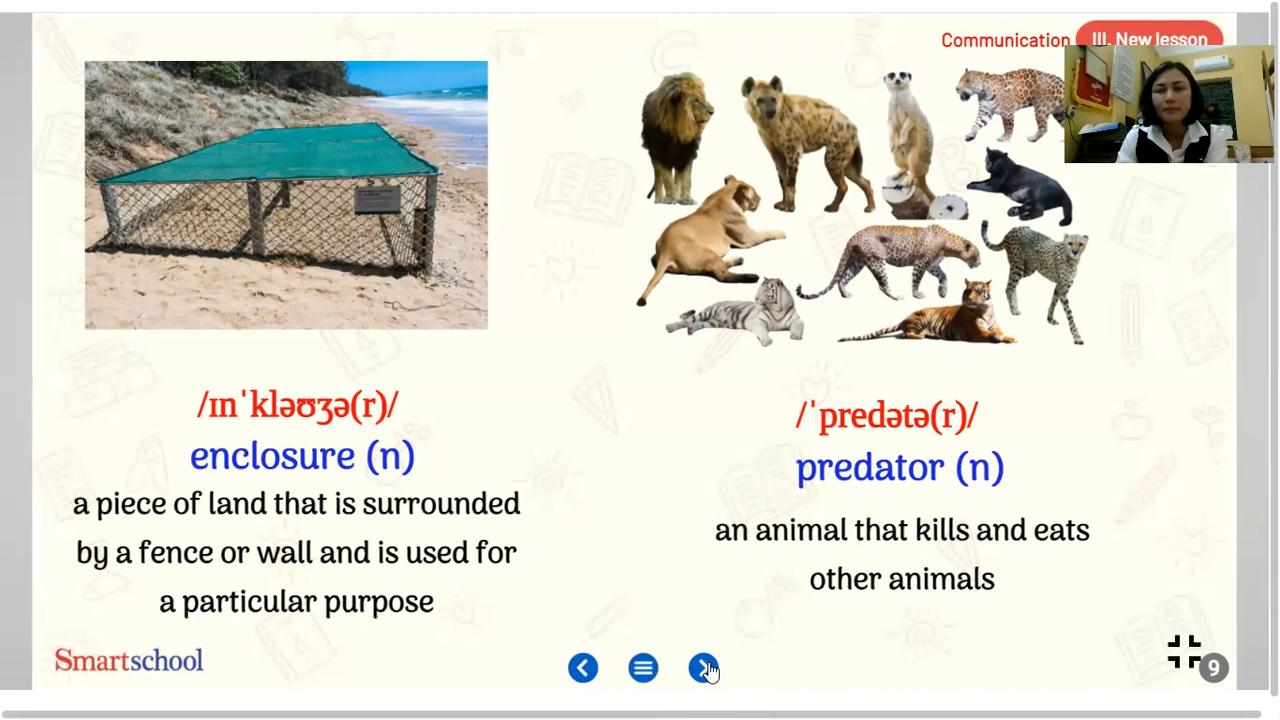 Communication
III. New lesson
/ɪnˈkləʊʒə(r)/
enclosure (n)
a piece of land that is surrounded
by a fence or wall and is used for
a particular purpose
/ˈpredətə(r)/
predator (n)
an animal that kills and eats
other animals
Smartschool
9